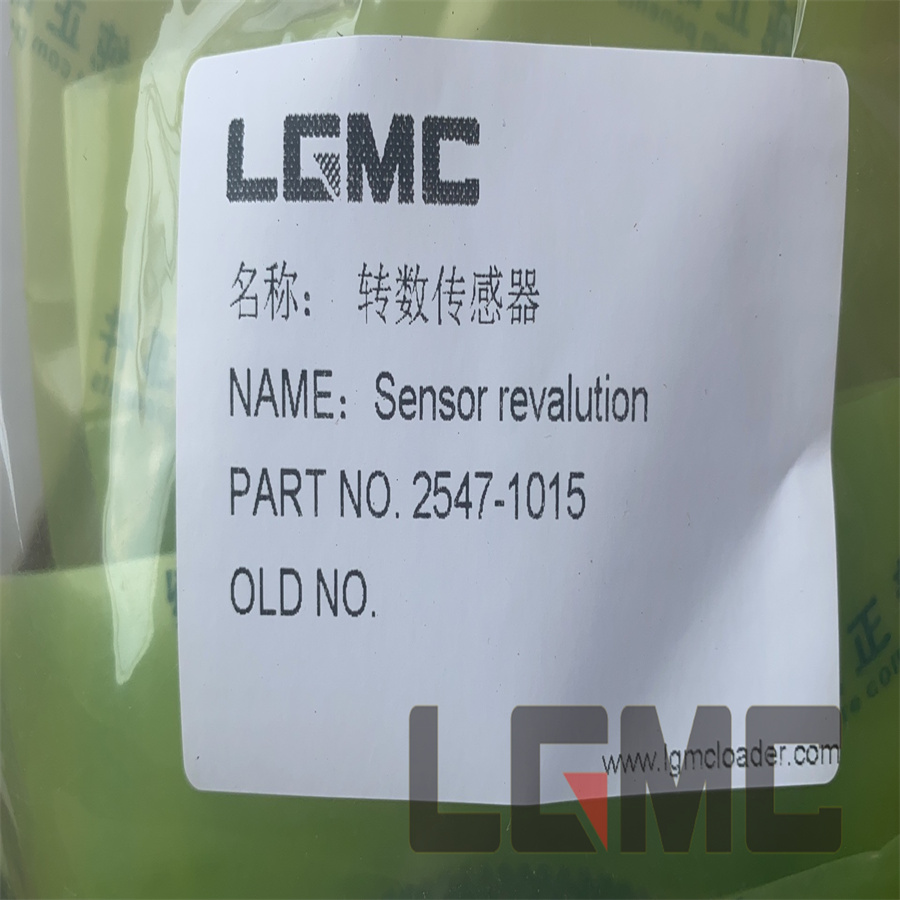 LGMC
名称： 转数传感器
NAME：Sensor revalution
PART NO. 2547-1015
OLD NO.
www.lgmcloader.com
LGMC
正